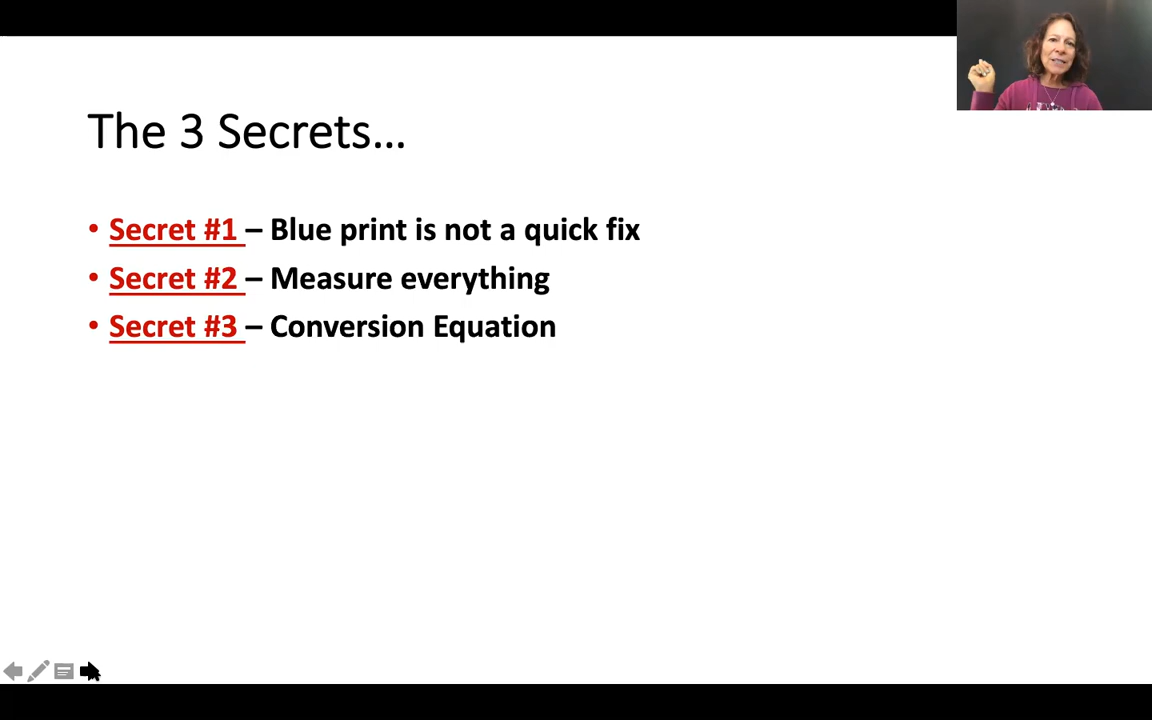 The 3 Secrets...
• Secret #1 – Blue print is not a quick fix
• Secret #2 – Measure everything
• Secret #3 – Conversion Equation